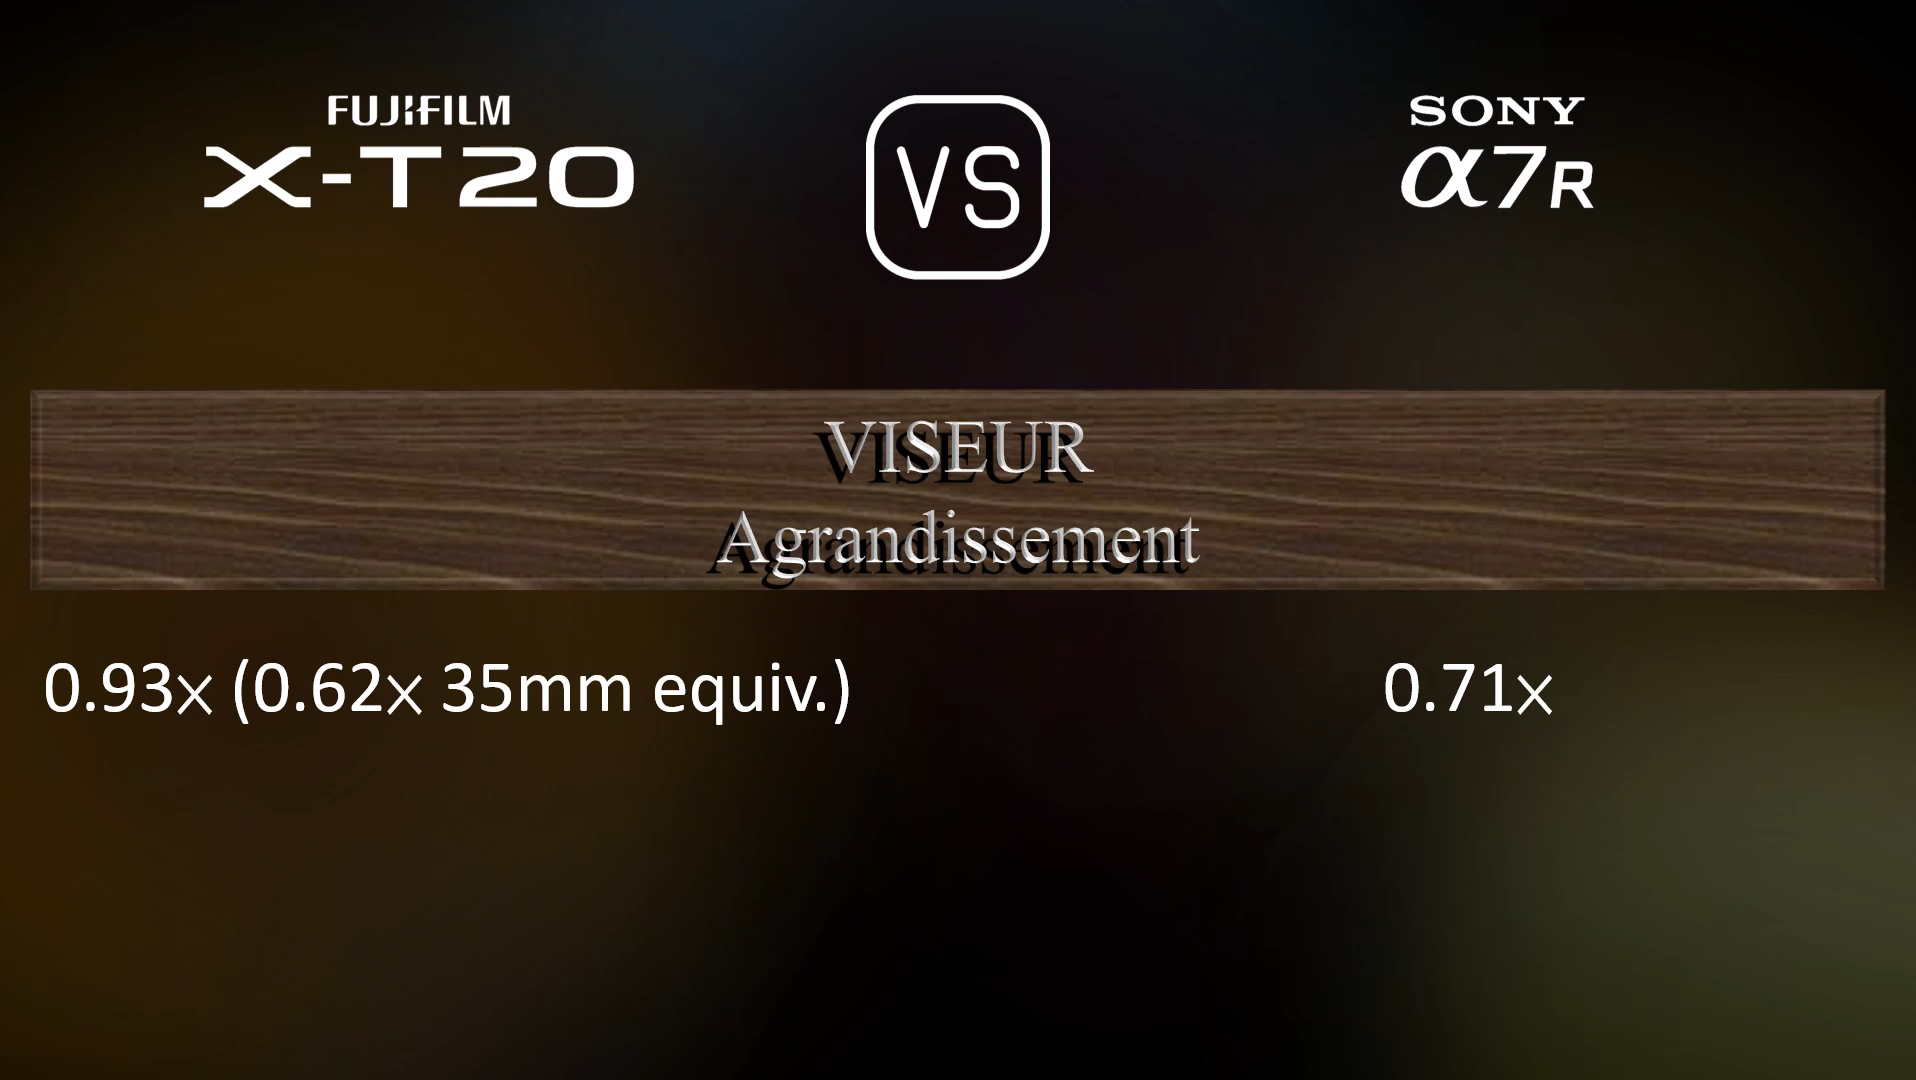 FUJIFILM
X-T20
VS
SONY
α7R
VISEUR
Agrandissement
0.93x (0.62x 35mm equiv.)
0.71x